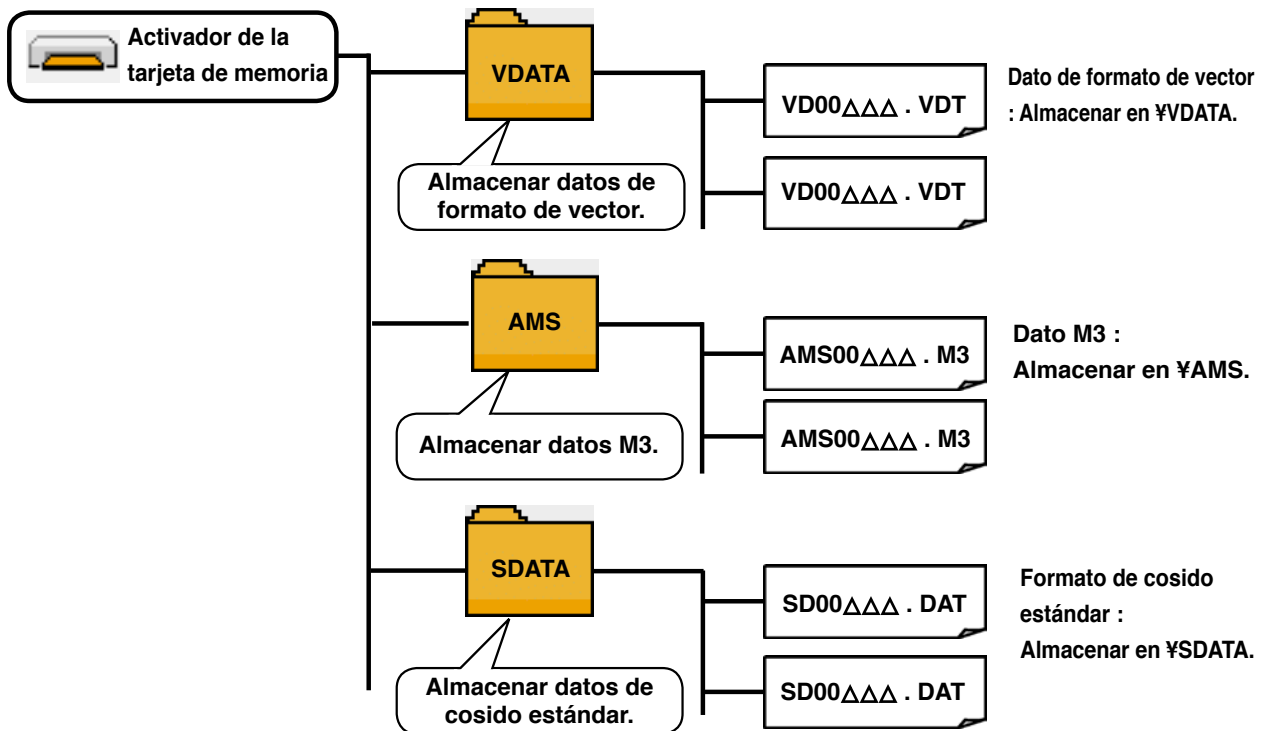 Activador de la
tarjeta de memoria
VDATA
Almacenar datos de
formato de vector.
VD00△△△ . VDT
VD00△△△ . VDT
Dato de formato de vector
: Almacenar en ¥VDATA.
AMS
Almacenar datos M3.
AMS00△△△ . M3
AMS00△△△ . M3
Dato M3 :
Almacenar en ¥AMS.
SDATA
Almacenar datos de
cosido estándar.
SD00△△△ . DAT
SD00△△△ . DAT
Formato de cosido
estándar :
Almacenar en ¥SDATA.